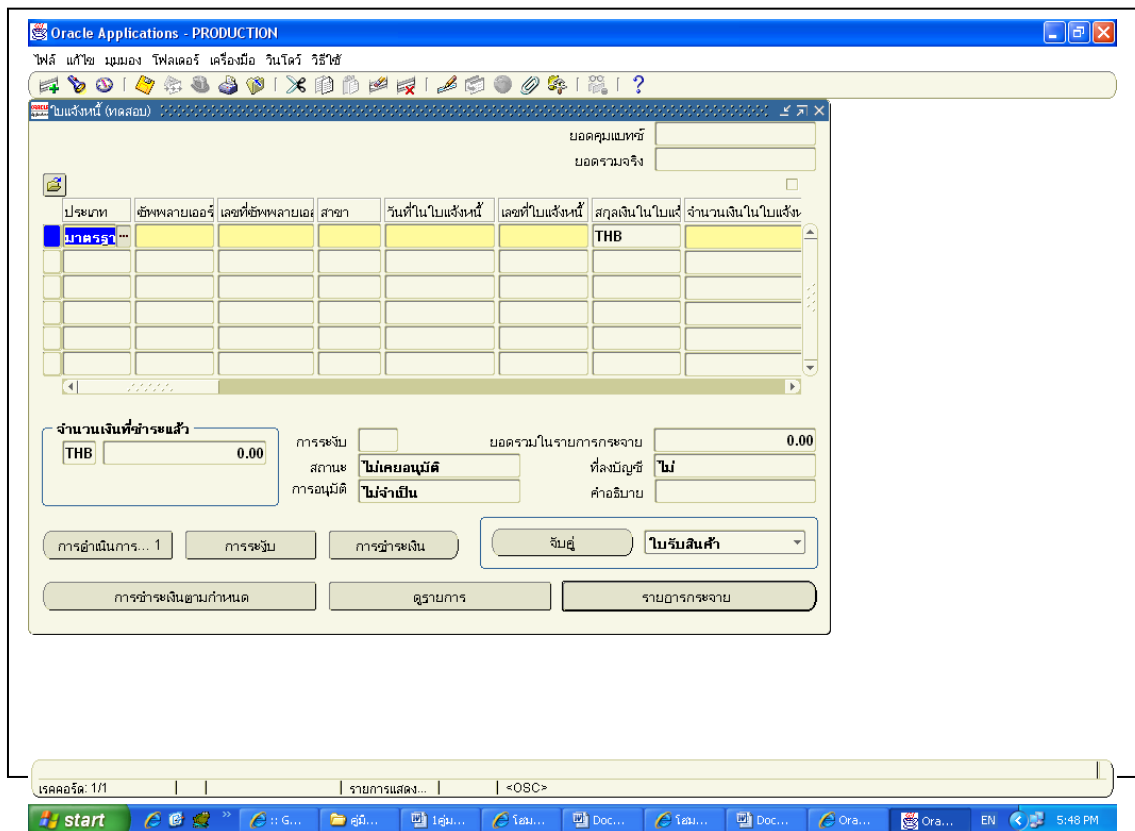 Oracle Applications - PRODUCTION
ไฟล์ แก้ไข มุมมอง โฟลเดอร์ เครื่องมือ วินโดว์ วิธีใช้
ใบแจ้งหนี้ (ทดสอบ)
ยอดคุมแบทช์
ยอดรวมจริง
ประเภท ซัพพลายเออร์ เลขที่ซัพพลายเออ สาขา วันที่ในใบแจ้งหนี้ เลขที่ใบแจ้งหนี้ สกุลเงินในใบแจ้ จำนวนเงินในใบแจ้งห
มาตรฐา THB
จำนวนเงินที่ชำระแล้ว
THB 0.00
การระงับ ยอดรวมในรายการกระจาย 0.00
สถานะ ไม่เคยอนุมัติ ที่ลงบัญชี ไม่
การอนุมัติ ไม่จำเป็น คำอธิบาย
การดำเนินการ... 1 การระงับ การชำระเงิน จับคู่ ใบรับสินค้า
การชำระเงินตามกำหนด ดูรายการ รายการกระจาย
เรคคอร์ด: 1/1 รายการแสดง... <OSC>
start :: G... คู่มื... 1คู่ม... โฮม... Doc... โฮม... Doc... Ora... Ora... EN 5:48 PM